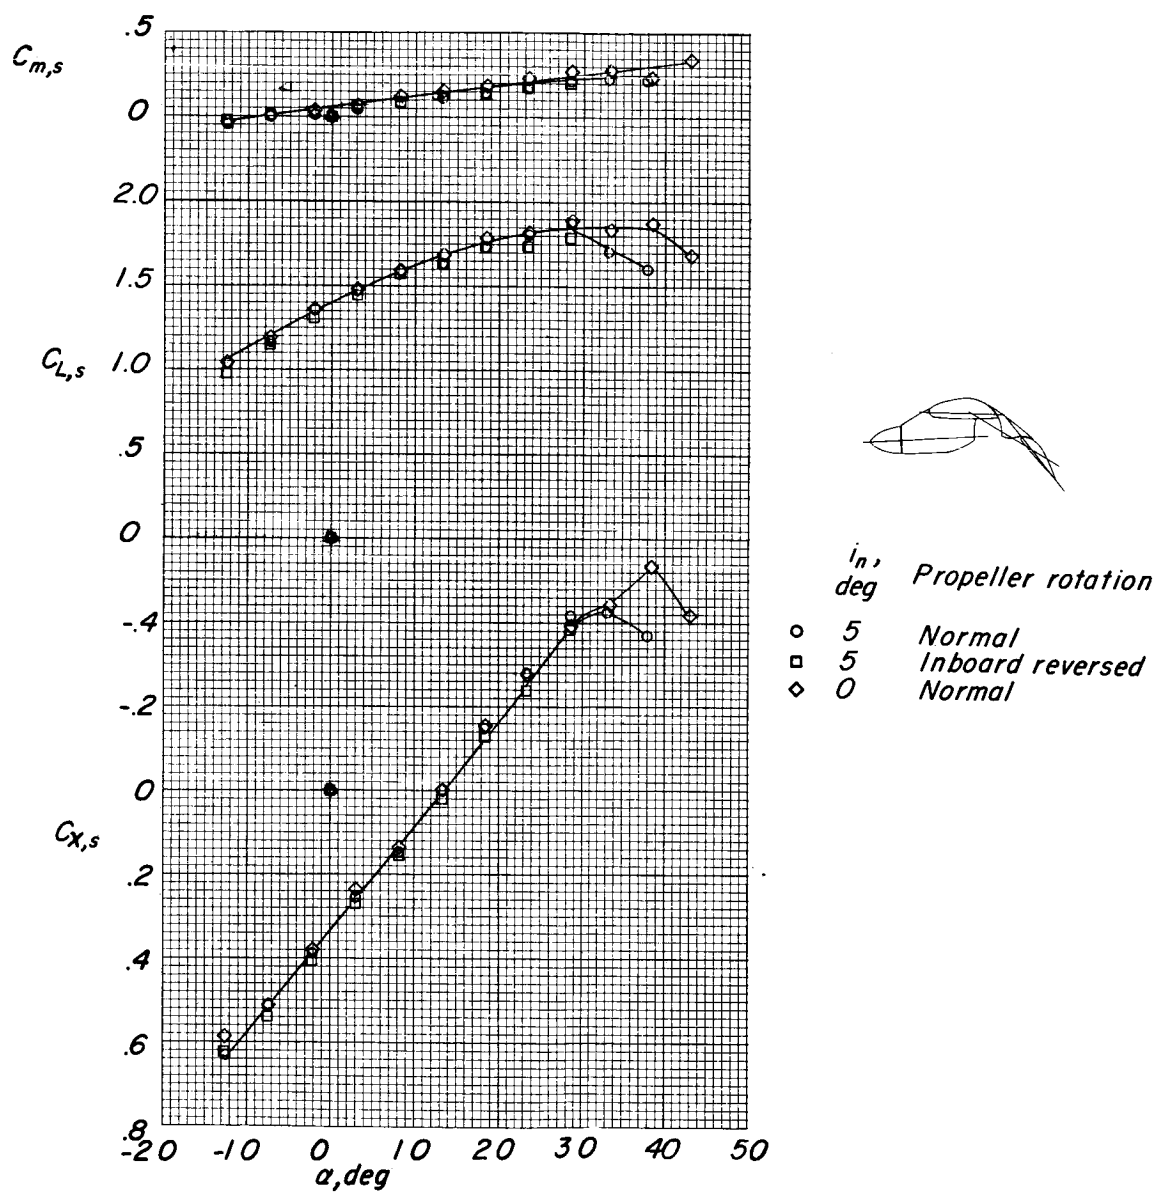 .5
C_m,s
0
2.0
1.5
C_L,s 1.0
.5
0
-.4
-.2
0
C_X,s
.2
.4
.6
.8
-20 -10 0 10 20 30 40 50
α, deg
i_n, deg Propeller rotation
○ 5 Normal
□ 5 Inboard reversed
◇ 0 Normal